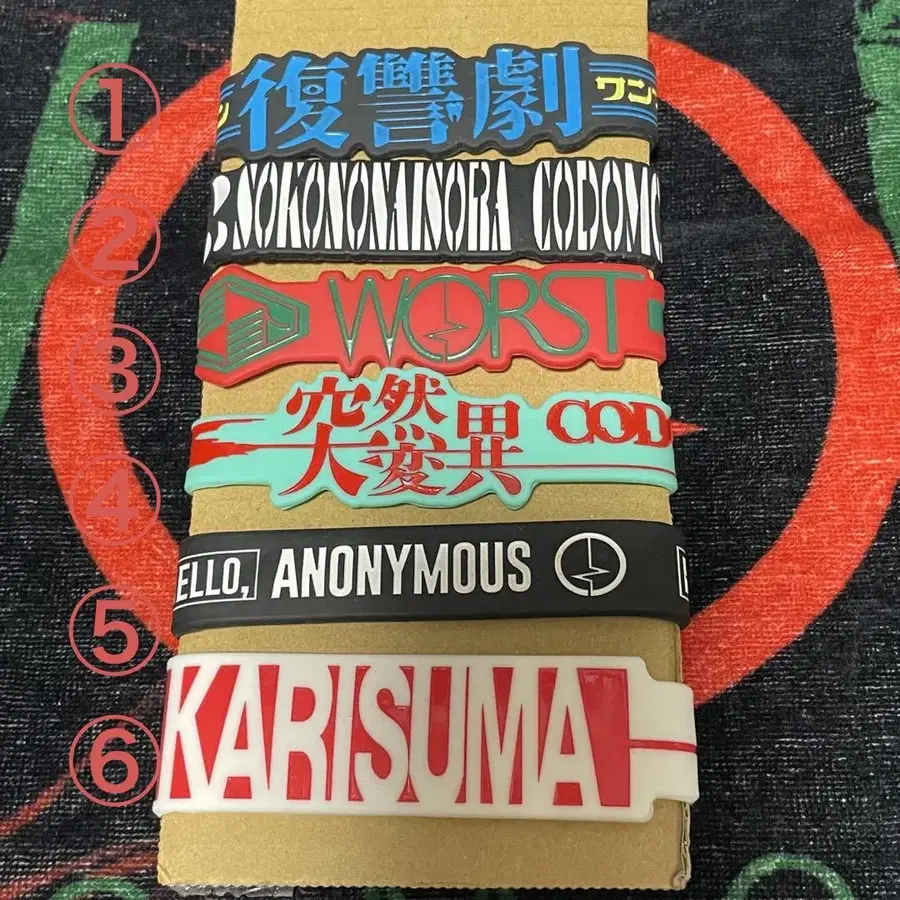 ① 復讐劇 ワン
② NOKONONAINORA CODOMO
③ WORST
④ 突然大変異 COD
⑤ ELLO, ANONYMOUS
⑥ KARISUMA